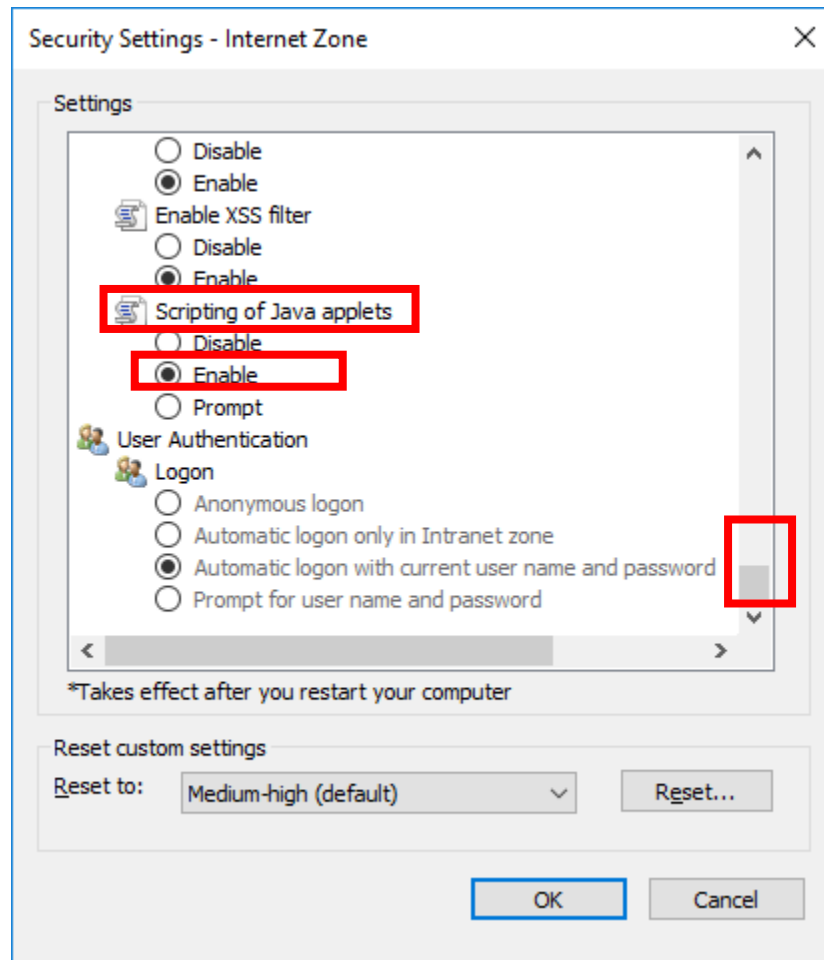 Security Settings - Internet Zone
Settings
Disable
Enable
Enable XSS filter
Disable
Enable
Scripting of Java applets
Disable
Enable
Prompt
User Authentication
Logon
Anonymous logon
Automatic logon only in Intranet zone
Automatic logon with current user name and password
Prompt for user name and password
*Takes effect after you restart your computer
Reset custom settings
Reset to: Medium-high (default) Reset...
OK Cancel